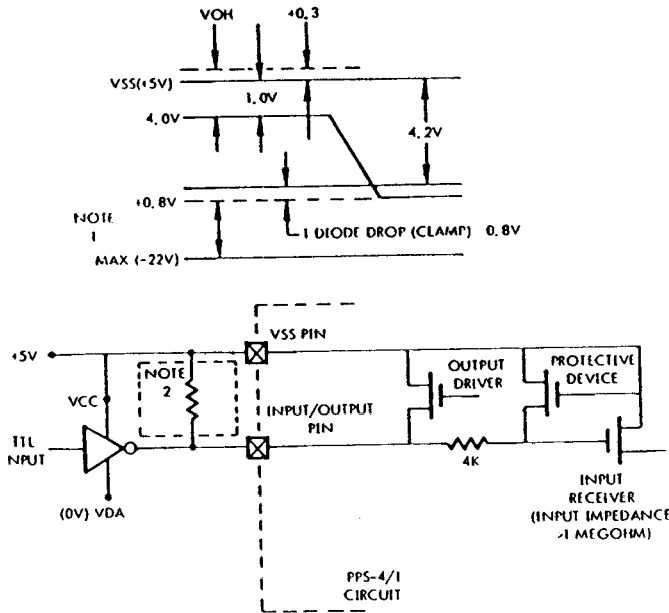 VOH
+0.3
VSS(+5V)
1.0V
4.0V
4.2V
+0.8V
NOTE
1
1 DIODE DROP (CLAMP) 0.8V
MAX (-22V)
VSS PIN
+5V
NOTE
2
OUTPUT
DRIVER
PROTECTIVE
DEVICE
VCC
INPUT/OUTPUT
PIN
TTL
NPUT
4K
(0V) VDA
INPUT
RECEIVER
(INPUT IMPEDANCE
>1 MEGOHM)
PPS-4/1
CIRCUIT